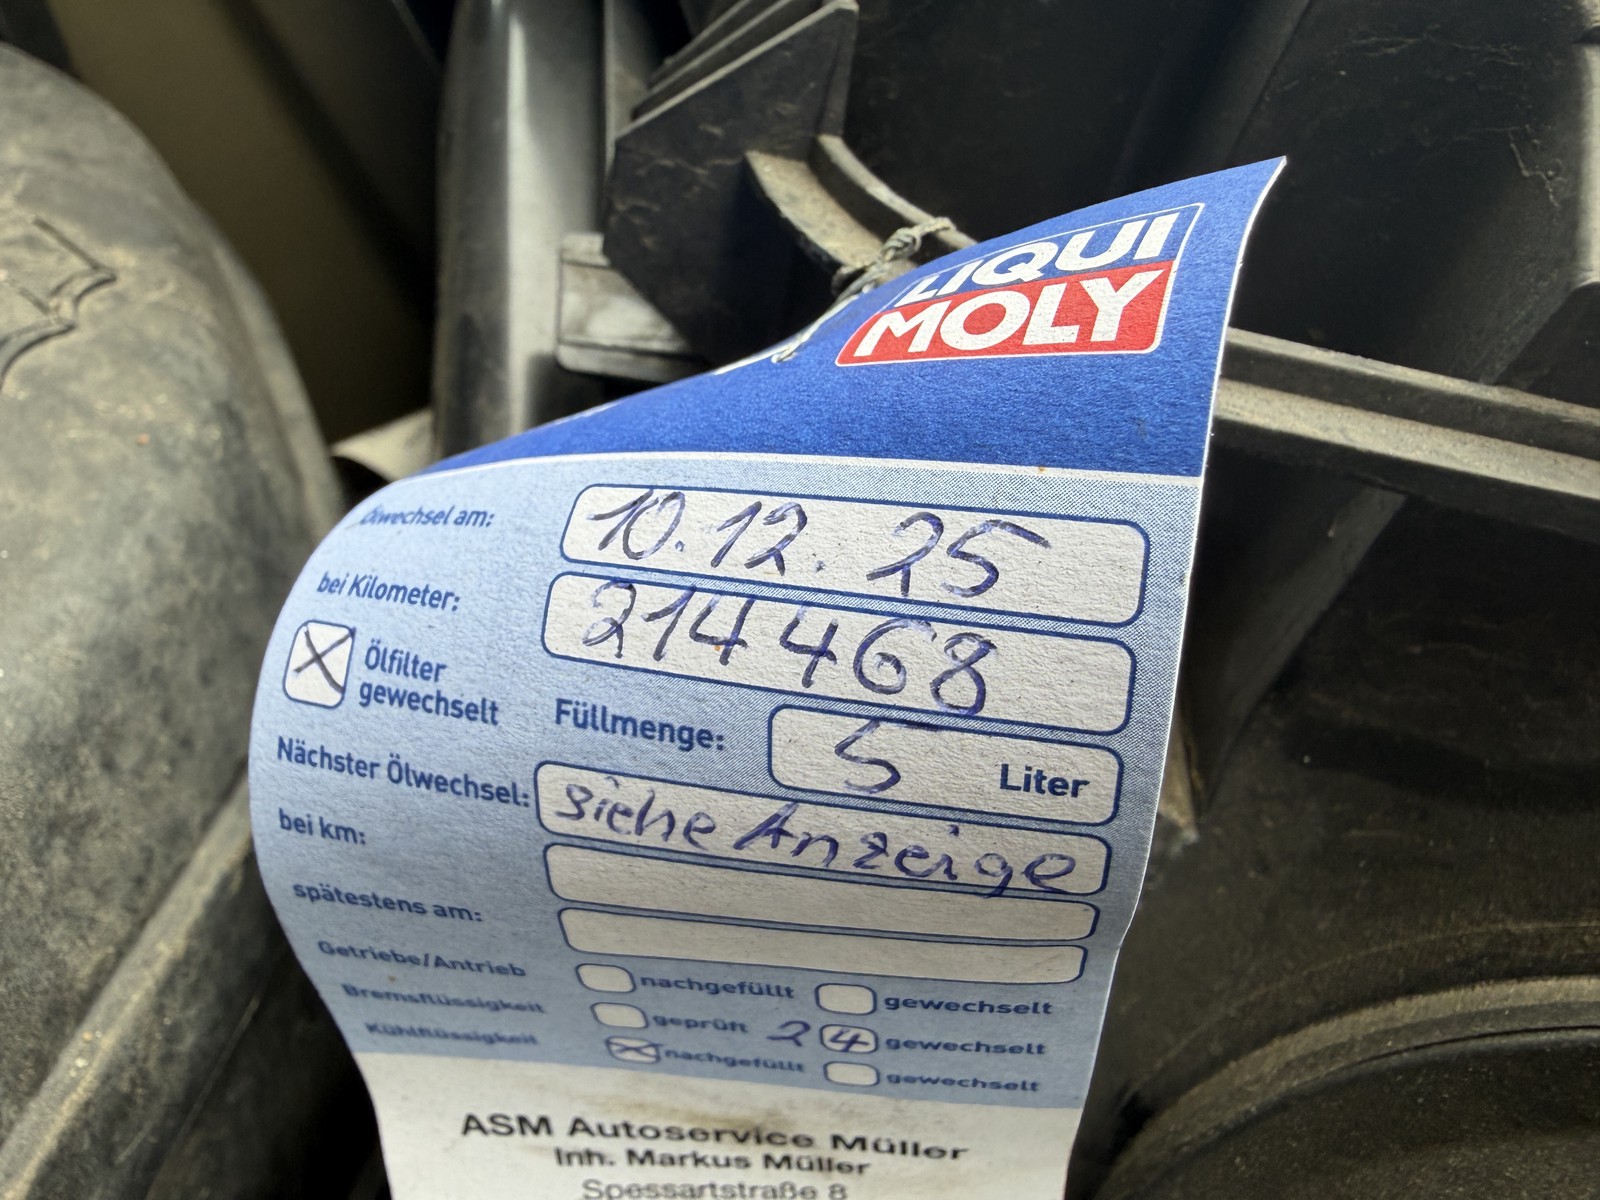 LIQUI
MOLY
Ölwechsel am: 10.12.25
bei Kilometer: 214468
Ölfilter
gewechselt
Füllmenge: 5 Liter
Nächster Ölwechsel: siehe Anzeige
bei km:
spätestens am:
Getriebe/Antrieb nachgefüllt gewechselt
Bremsflüssigkeit geprüft 24 gewechselt
Kühlflüssigkeit nachgefüllt gewechselt
ASM Autoservice Müller
Inh. Markus Müller
Spessartstraße 8